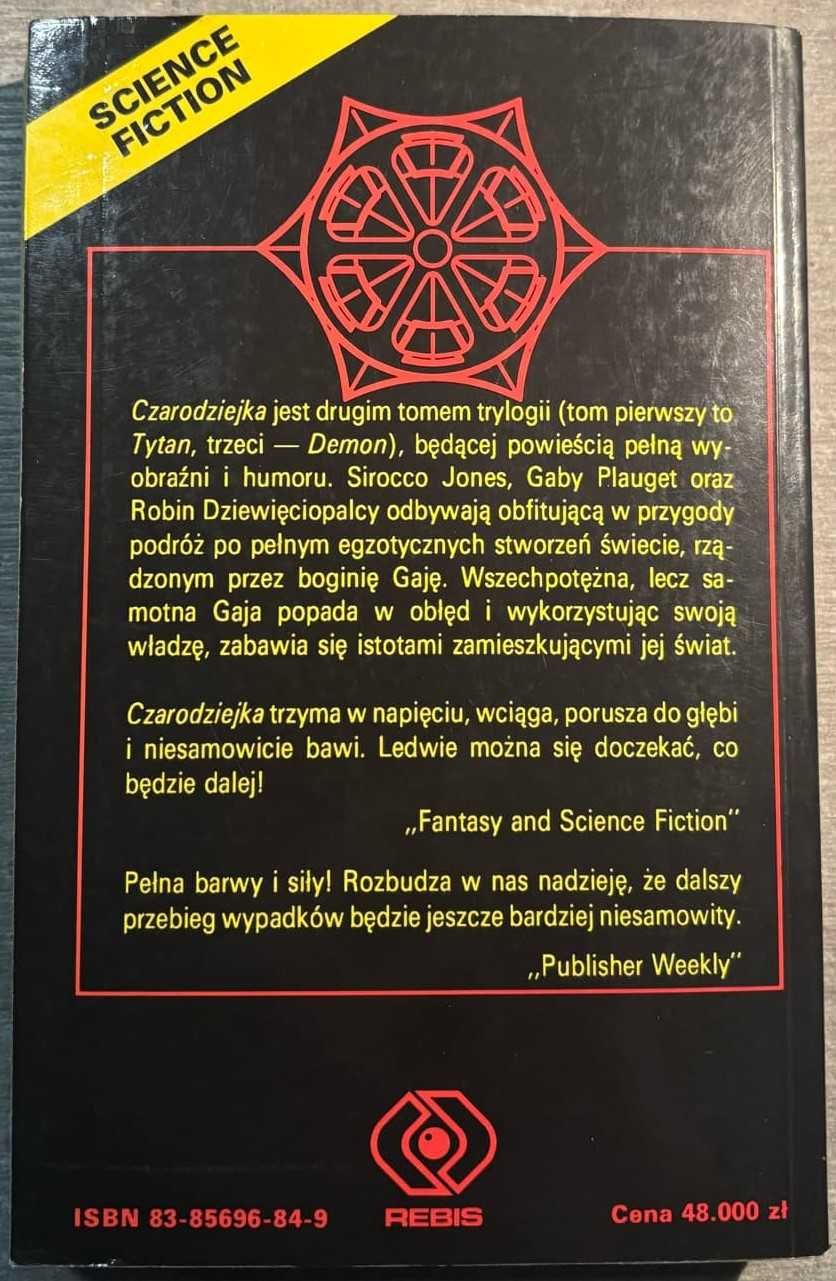 SCIENCE
FICTION
Czarodziejka jest drugim tomem trylogii (tom pierwszy to
Tytan, trzeci — Demon), będącej powieścią pełną wy-
obraźni i humoru. Sirocco Jones, Gaby Plauget oraz
Robin Dziewięciopalcy odbywają obfitującą w przygody
podróż po pełnym egzotycznych stworzeń świecie, rzą-
dzonym przez boginię Gaję. Wszechpotężna, lecz sa-
motna Gaja popada w obłęd i wykorzystując swoją
władzę, zabawia się istotami zamieszkującymi jej świat.
Czarodziejka trzyma w napięciu, wciąga, porusza do głębi
i niesamowicie bawi. Ledwie można się doczekać, co
będzie dalej!
„Fantasy and Science Fiction"
Pełna barwy i siły! Rozbudza w nas nadzieję, że dalszy
przebieg wypadków będzie jeszcze bardziej niesamowity.
„Publisher Weekly"
ISBN 83-85696-84-9
REBIS
Cena 48.000 zł